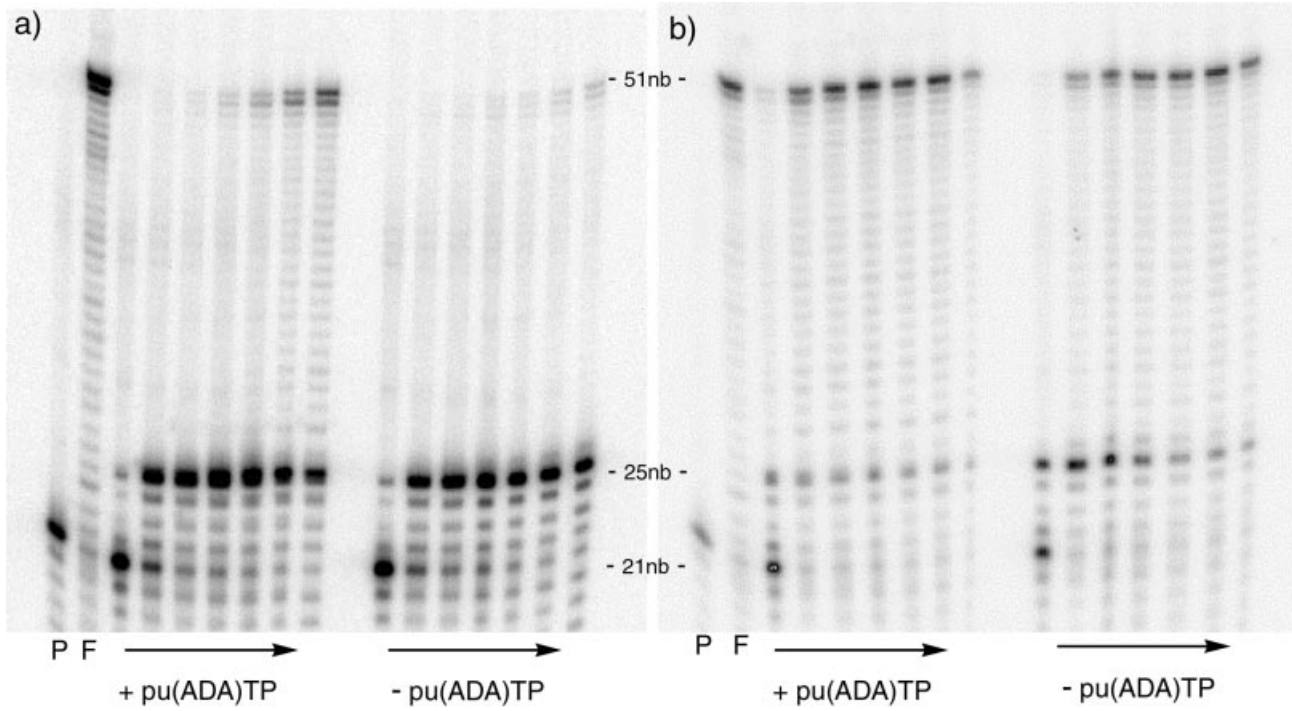 a)
b)
- 51nb -
25nb -
- 21nb -
P F
+ pu(ADA)TP
- pu(ADA)TP
P F
+ pu(ADA)TP
- pu(ADA)TP